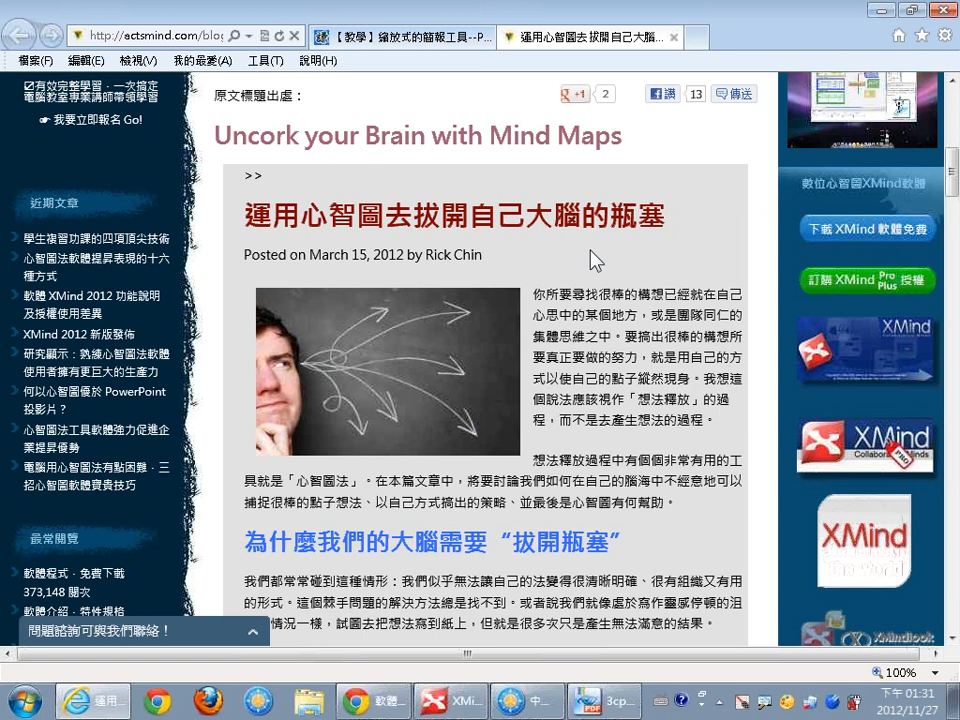 http://actsmind.com/blog
【教學】縮放式的簡報工具--P...
運用心智圖去拔開自己大腦...
檔案(F) 編輯(E) 檢視(V) 我的最愛(A) 工具(T) 說明(H)
☑有效完整學習．一次搞定
電腦教室專業講師帶領學習
☛ 我要立即報名 Go!
近期文章
學生複習功課的四項頂尖技術
心智圖法軟體提昇表現的十六
種方式
軟體 XMind 2012 功能說明
及授權使用差異
XMind 2012 新版發佈
研究顯示：熟練心智圖法軟體
使用者擁有更巨大的生產力
何以心智圖優於 PowerPoint
投影片？
心智圖法工具軟體強力促進企
業提昇優勢
電腦用心智圖法有點困難．三
招心智圖軟體寶貴技巧
最常閱覽
軟體程式．免費下載
373,148 閱次
軟體介紹．特性規格
問題諮詢可與我們聯絡！
原文標題出處：
+1 2
讚 13
傳送
Uncork your Brain with Mind Maps
>>
運用心智圖去拔開自己大腦的瓶塞
Posted on March 15, 2012 by Rick Chin
你所要尋找很棒的構想已經就在自己
心思中的某個地方，或是團隊同仁的
集體思維之中。要摘出很棒的構想所
要真正要做的努力，就是用自己的方
式以使自己的點子縱然現身。我想這
個說法應該視作「想法釋放」的過
程，而不是去產生想法的過程。
想法釋放過程中有個個非常有用的工
具就是「心智圖法」。在本篇文章中，將要討論我們如何在自己的腦海中不經意地可以
捕捉很棒的點子想法、以自己方式摘出的策略、並最後是心智圖有何幫助。
為什麼我們的大腦需要“拔開瓶塞”
我們都常常碰到這種情形：我們似乎無法讓自己的法變得很清晰明確、很有組織又有用
的形式。這個棘手問題的解決方法總是找不到。或者說我們就像處於寫作靈感停頓的沮
情況一樣，試圖去把想法寫到紙上，但就是很多次只是產生無法滿意的結果。
數位心智圖XMind軟體
下載 XMind 軟體免費
訂購 XMind Pro Plus 授權
XMind
XMind
PRO
XMind
XMindlook
100%
運用...
軟體...
XMi...
中...
3cp...
下午 01:31
2012/11/27